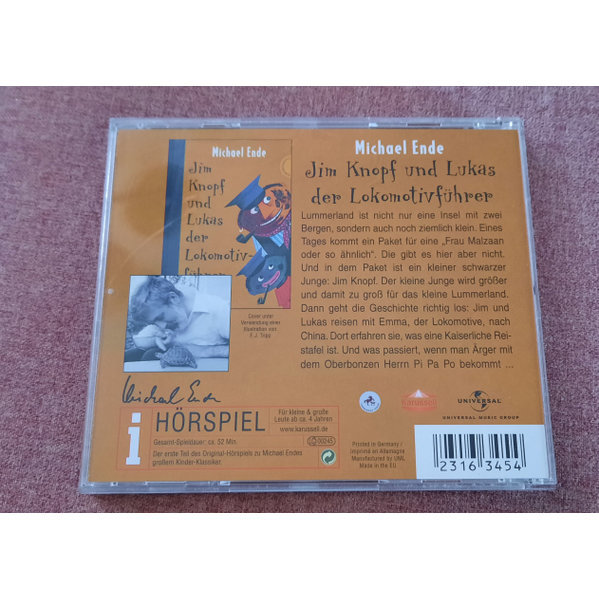 Michael Ende
Jim
Knopf
und
Lukas
der
Lokomotiv-
führer
Cover unter
Verwendung einer
Illustration von
F.J. Tripp
Michael Ende
HÖRSPIEL
Gesamt-Spieldauer: ca. 52 Min.
Der erste Teil des Original-Hörspiels zu Michael Endes
großem Kinder-Klassiker.
Michael Ende
Jim Knopf und Lukas
der Lokomotivführer
Lummerland ist nicht nur eine Insel mit zwei
Bergen, sondern auch noch ziemlich klein. Eines
Tages kommt ein Paket für eine „Frau Malzaan
oder so ähnlich". Die gibt es hier aber nicht.
Und in dem Paket ist ein kleiner schwarzer
Junge: Jim Knopf. Der kleine Junge wird größer
und damit zu groß für das kleine Lummerland.
Dann geht die Geschichte richtig los: Jim und
Lukas reisen mit Emma, der Lokomotive, nach
China. Dort erfahren sie, was eine Kaiserliche Rei-
stafel ist. Und was passiert, wenn man Ärger mit
dem Oberbonzen Herrn Pi Pa Po bekommt ...
Für kleine & große
Leute ab ca. 4 Jahren
www.karussell.de
LC 00245
karussell
UNIVERSAL
UNIVERSAL MUSIC GROUP
Printed in Germany /
Imprimé en Allemagne
Manufactured by UML
Made in the EU
2316 3454